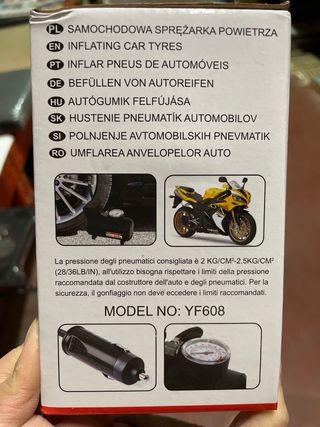 PL SAMOCHODOWA SPRĘŻARKA POWIETRZA
EN INFLATING CAR TYRES
PT INFLAR PNEUS DE AUTOMÓVEIS
DE BEFÜLLEN VON AUTOREIFEN
HU AUTÓGUMIK FELFÚJÁSA
SK HUSTENIE PNEUMATÍK AUTOMOBILOV
SI POLNJENJE AVTOMOBILSKIH PNEVMATIK
RO UMFLAREA ANVELOPELOR AUTO
La pressione degli pneumatici consigliata è 2 KG/CM²-2.5KG/CM²
(28/36LB/IN), all'utilizzo bisogna rispettare i limiti della pressione
raccomandata dal costruttore dell'auto e degli pneumatici. Per la
sicurezza, il gonfiaggio non deve eccedere i limiti raccomandati.
MODEL NO: YF608